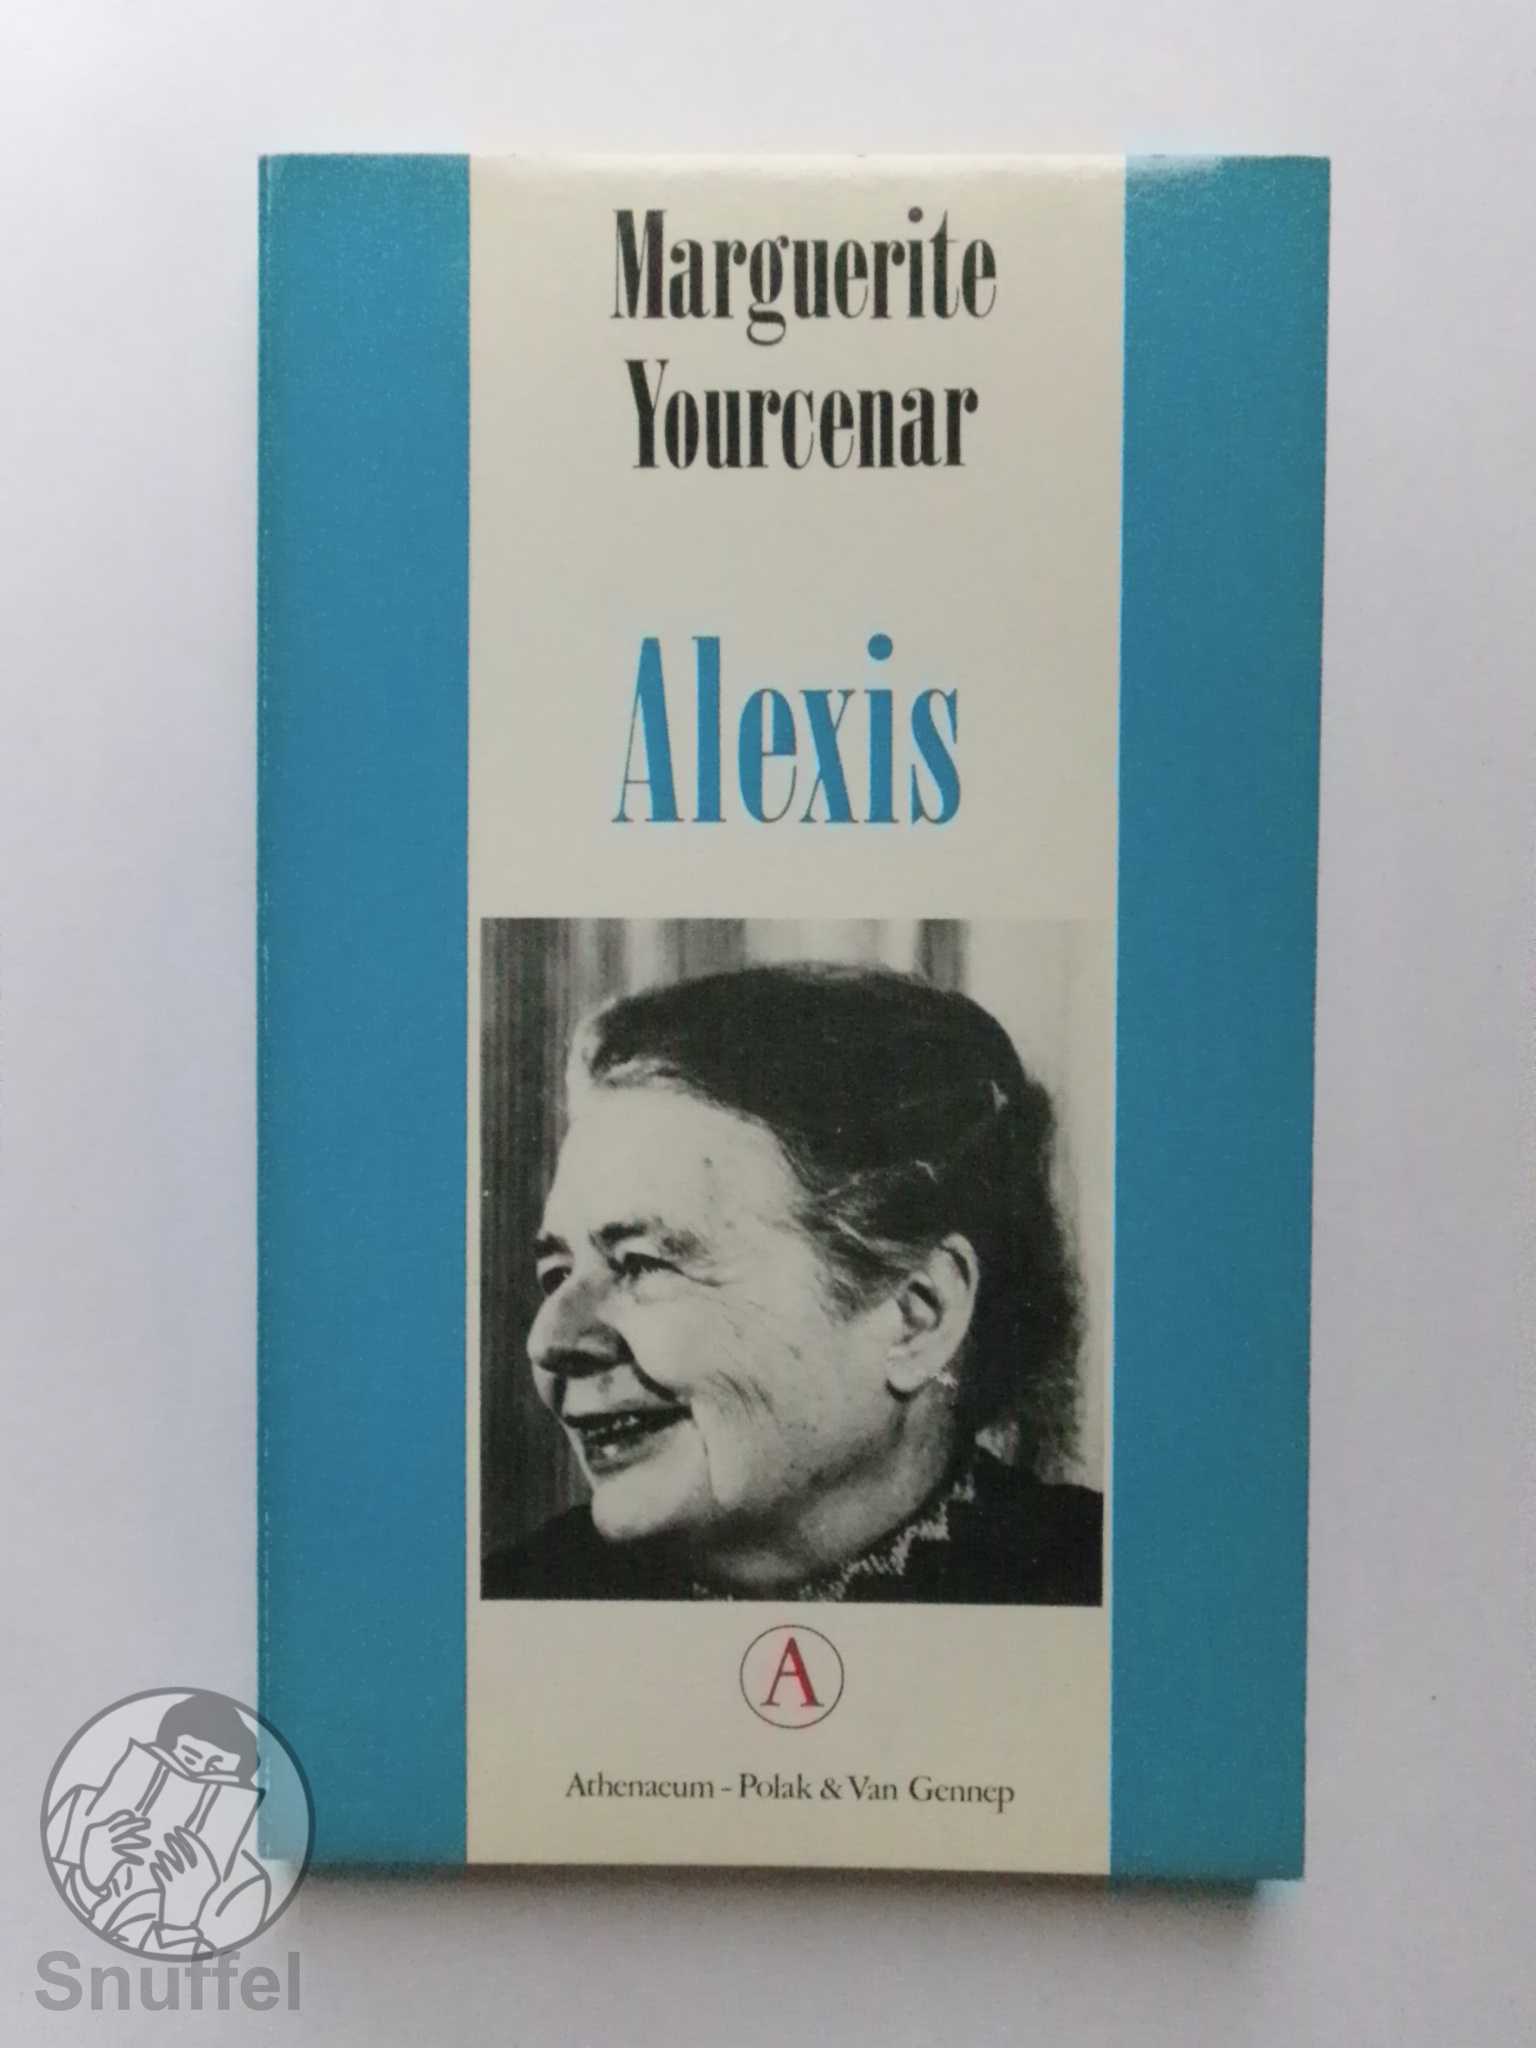 Marguerite
Yourcenar
Alexis
A
Athenaeum - Polak & Van Gennep
Snuffel